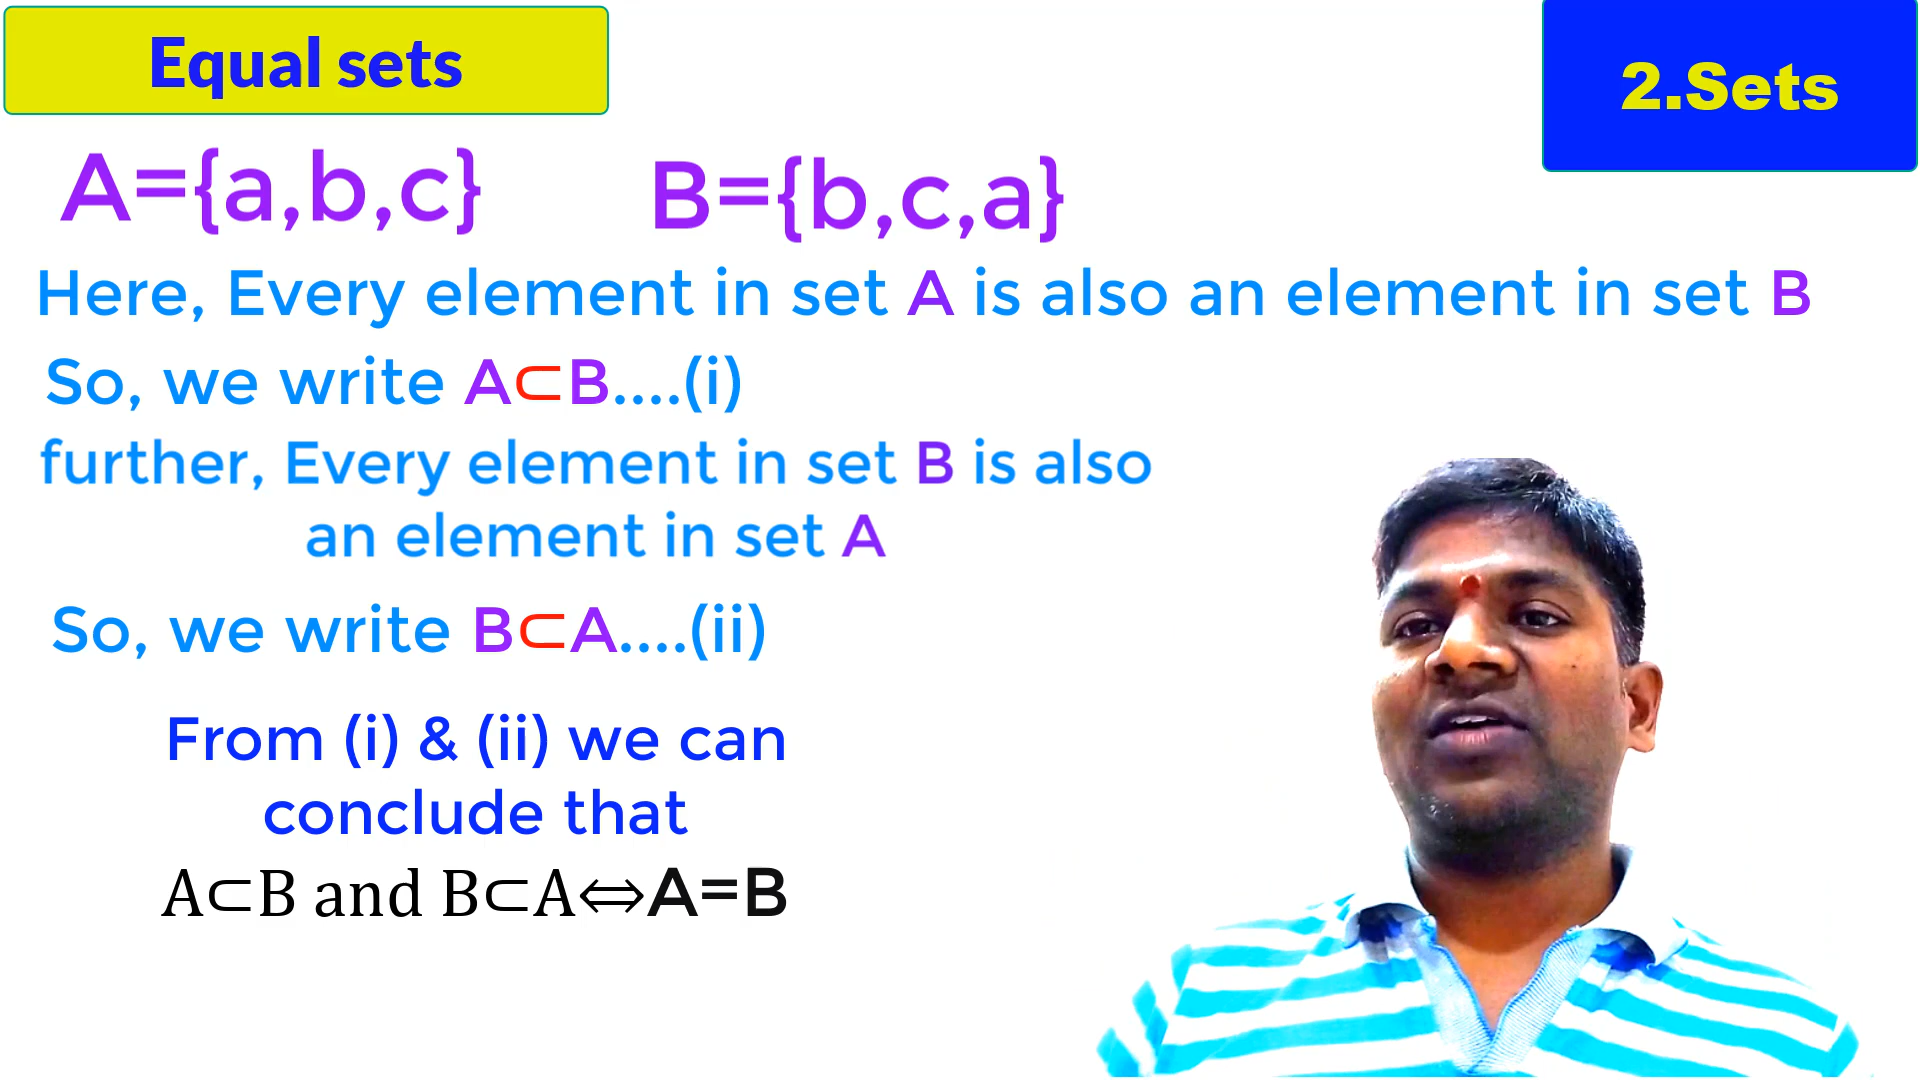 Equal sets
2.Sets
A={a,b,c} B={b,c,a}
Here, Every element in set A is also an element in set B
So, we write A⊂B....(i)
further, Every element in set B is also
an element in set A
So, we write B⊂A....(ii)
From (i) & (ii) we can
conclude that
A⊂B and B⊂A⇔A=B